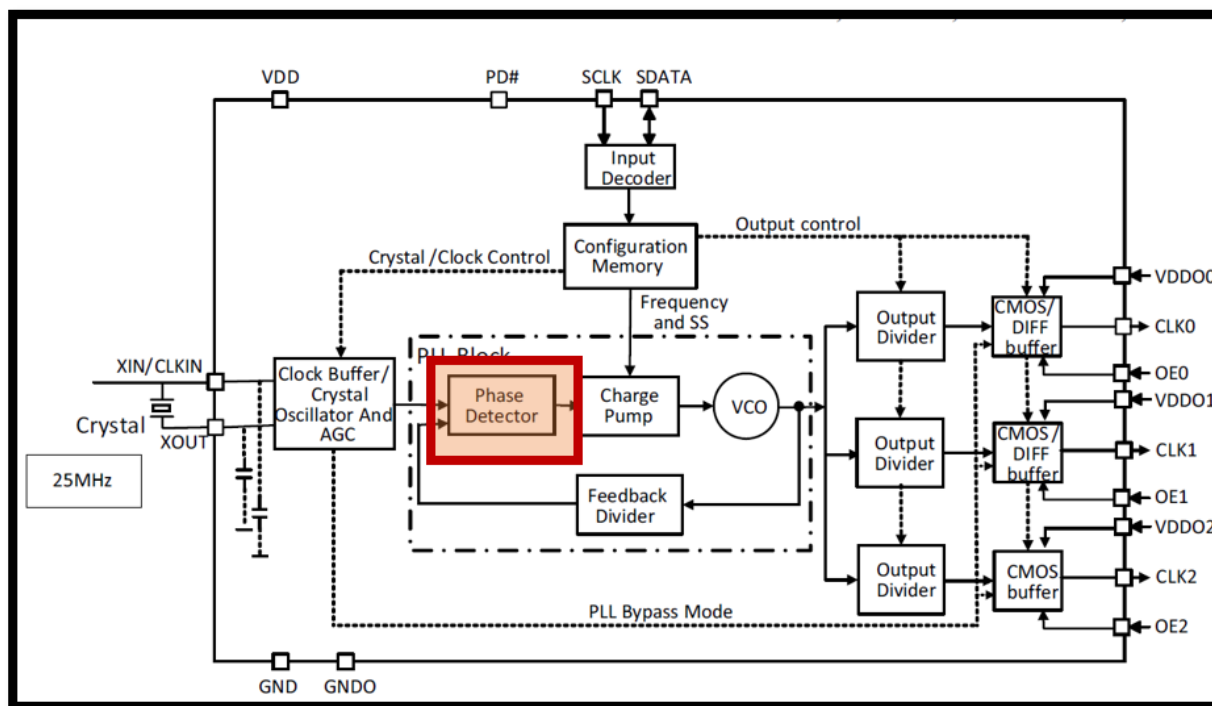 VDD
PD#
SCLK
SDATA
Input
Decoder
Output control
Configuration
Memory
Crystal /Clock Control
Frequency
and SS
VDDO0
Output
Divider
CMOS/
DIFF
buffer
CLK0
PLL Block
XIN/CLKIN
Clock Buffer/
Crystal
Oscillator And
AGC
Phase
Detector
Charge
Pump
VCO
OE0
VDDO1
Crystal
XOUT
Output
Divider
CMOS /
DIFF
buffer
CLK1
25MHz
Feedback
Divider
OE1
VDDO2
Output
Divider
CMOS
buffer
CLK2
PLL Bypass Mode
OE2
GND
GNDO